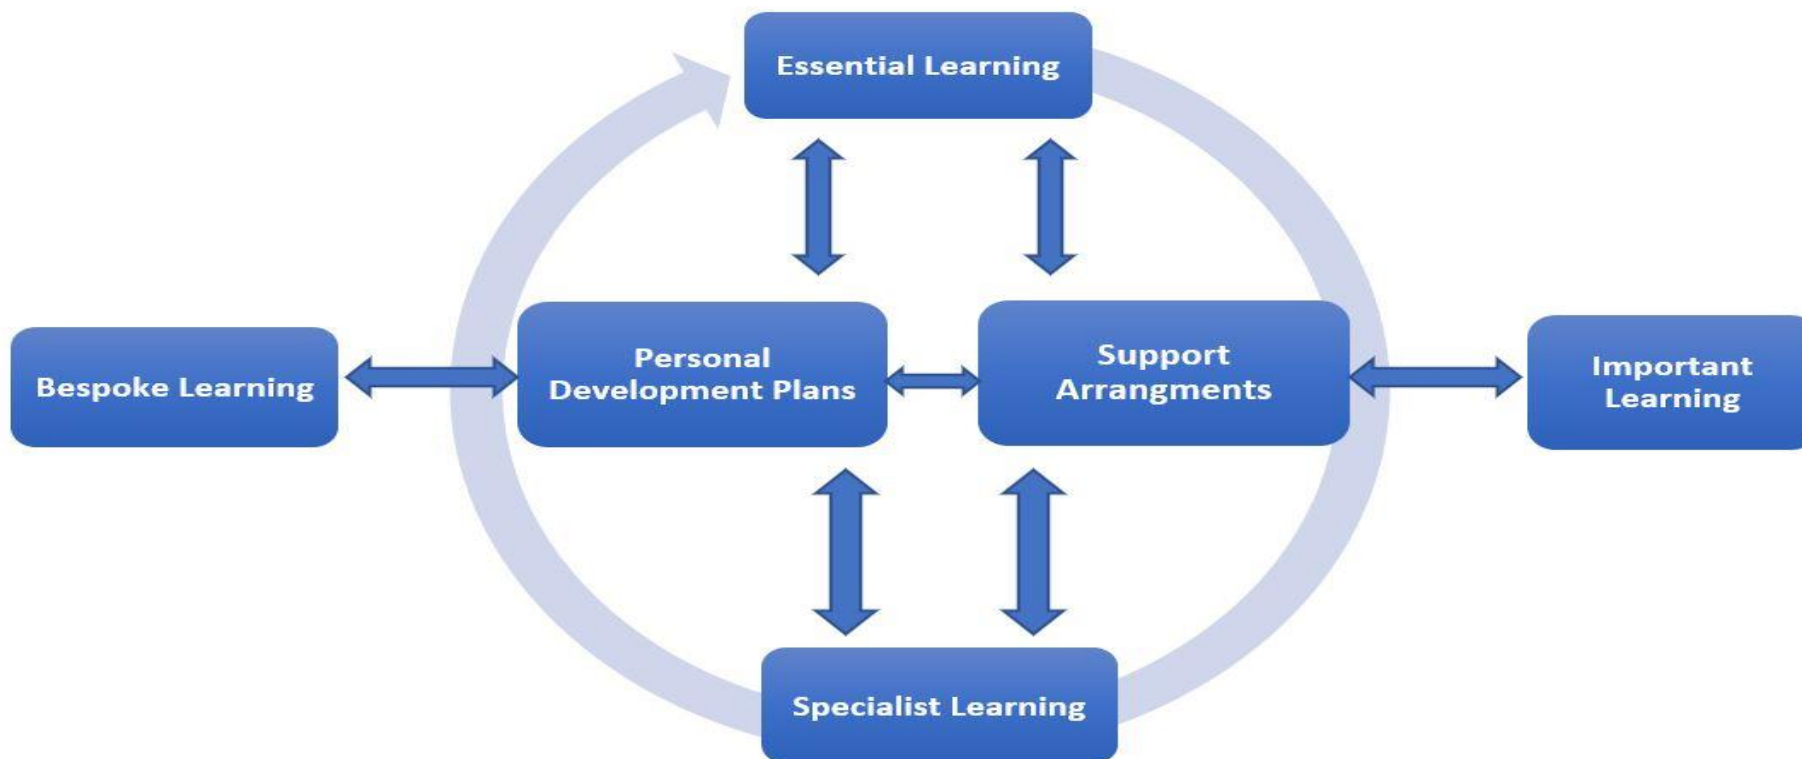 Essential Learning
Bespoke Learning
Personal
Development Plans
Support
Arrangments
Important
Learning
Specialist Learning